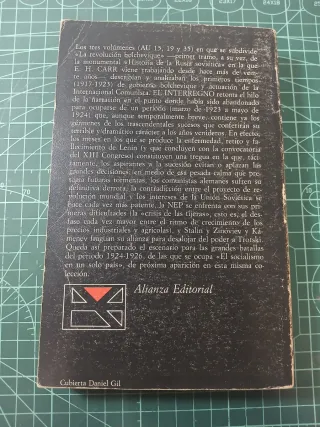 Los tres volúmenes (AU 15, 19 y 35) en que se subdivide
«La revolución bolchevique» —primer tramo, a su vez, de
la monumental «Historia de la Rusia soviética» en la que
E. H. CARR viene trabajando desde hace más de vein-
te años— describían y analizaban los primeros tiempos
(1917-1923) de gobierno bolchevique y actuación de la
Internacional Comunista; EL INTERREGNO retoma el hilo
de la narración en el punto donde había sido abandonado
para ocuparse de un período (marzo de 1923 a mayo de
1924) que, aunque temporalmente breve, contiene ya los
gérmenes de los trascendentales sucesos que conferirán su
terrible y dramático carácter a los años venideros. En efecto,
los meses en los que se produce la enfermedad, retiro y fa-
llecimiento de Lenin (y que concluyen con la convocatoria
del XIII Congreso) constituyen una tregua en la que, táci-
tamente, los aspirantes a la sucesión evitan o aplazan las
grandes decisiones; en medio de esa pesada calma que pre-
sagia futuras tormentas, los comunistas alemanes sufren su
definitiva derrota, la contradicción entre el proyecto de re-
volución mundial y los intereses de la Unión Soviética se
hace cada vez más patente, la NEP se enfrenta con sus pri-
meras dificultades (la «crisis de las tijeras», esto es, el des-
fase cada vez mayor entre el ritmo de crecimiento de los
precios industriales y agrícolas), y Stalin y Zinóviev y Ká-
menev fraguan su alianza para desalojar del poder a Trotski.
Queda así preparado el escenario para las grandes batallas
del período 1924-1926, de las que se ocupa «El socialismo
en un solo país», de próxima aparición en esta misma co-
lección.
Alianza Editorial
Cubierta Daniel Gil